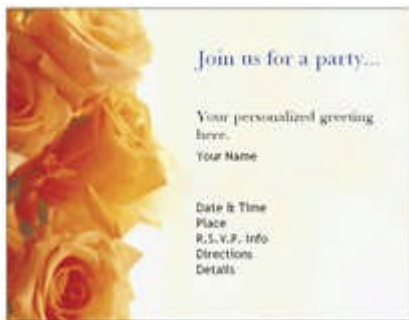 Join us for a party...
Your personalized greeting
here.
Your Name
Date & Time
Place
R.S.V.P. Info
Directions
Details